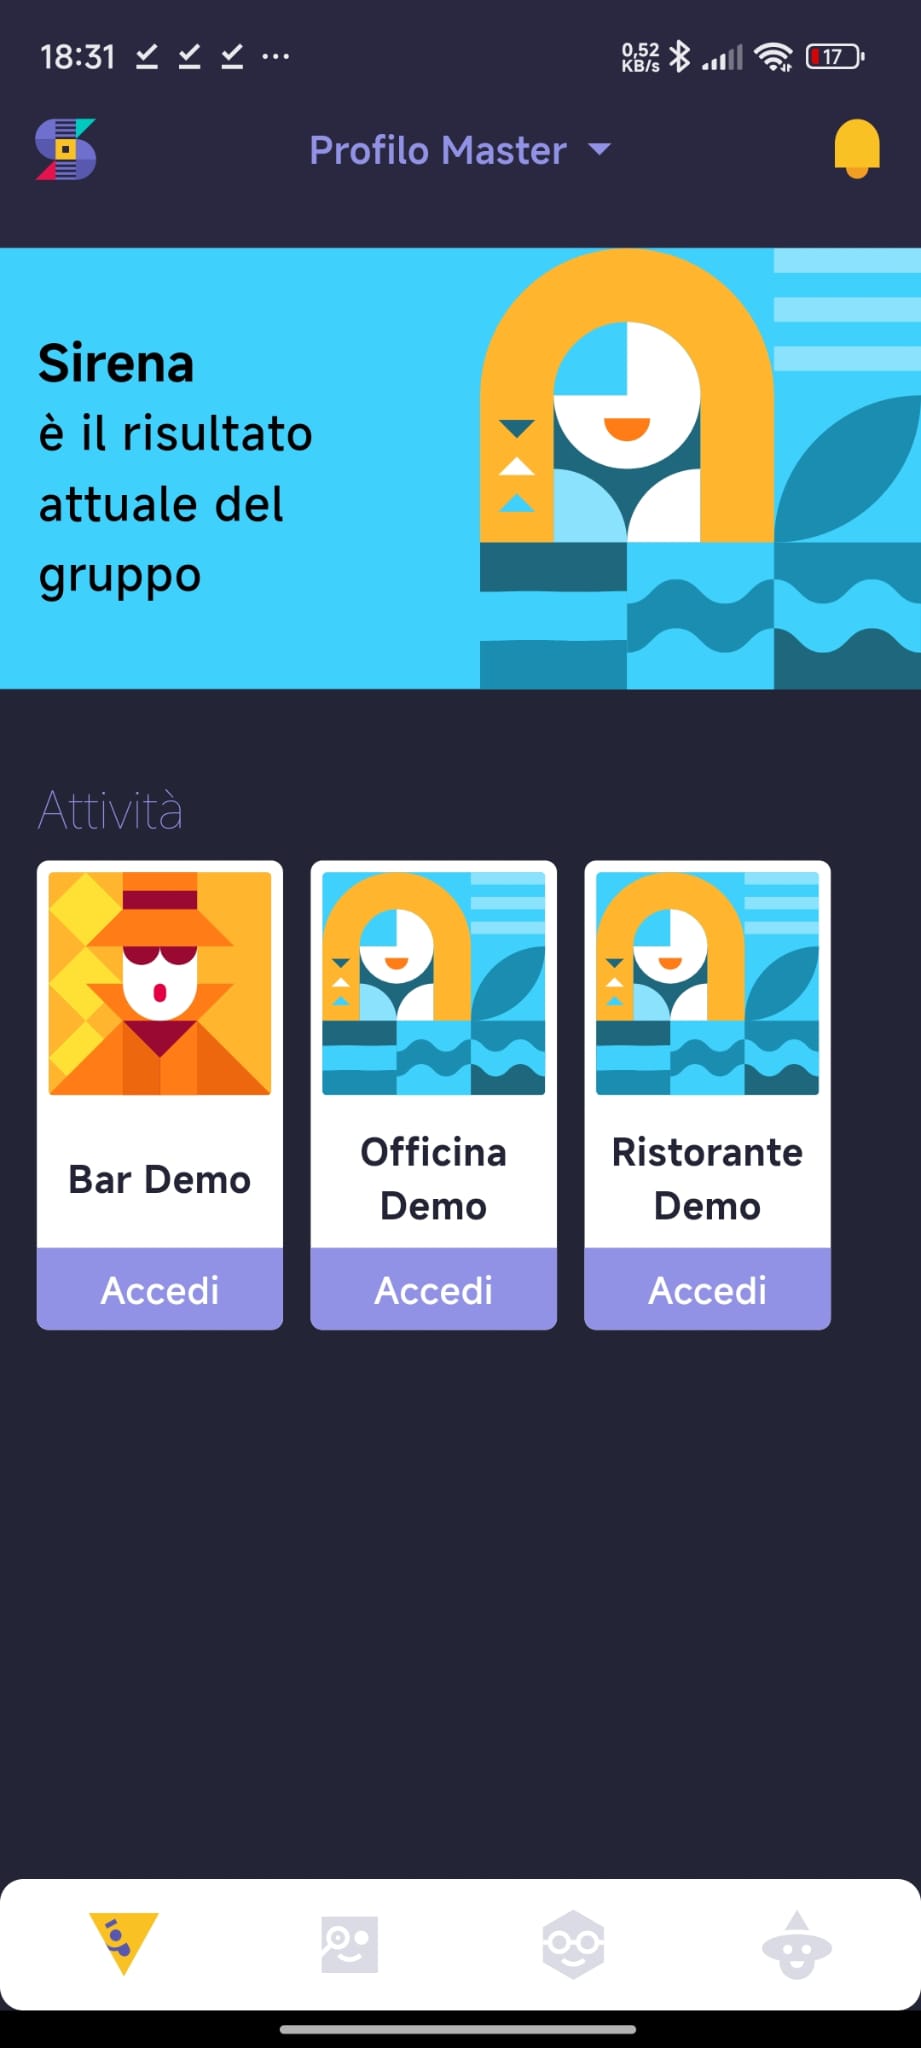 18:31
0,52
KB/s
17
Profilo Master
Sirena
è il risultato
attuale del
gruppo
Attività
Bar Demo
Officina
Demo
Ristorante
Demo
Accedi
Accedi
Accedi